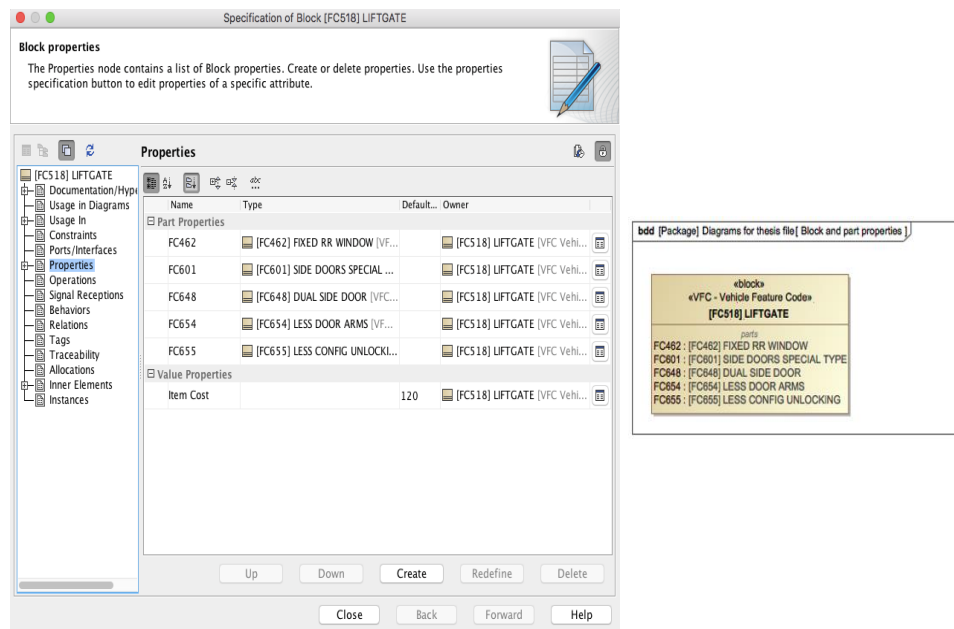 Specification of Block [FC518] LIFTGATE
Block properties
The Properties node contains a list of Block properties. Create or delete properties. Use the properties
specification button to edit properties of a specific attribute.
Properties
[FC518] LIFTGATE
Documentation/Hype
Usage in Diagrams
Usage In
Constraints
Ports/Interfaces
Properties
Operations
Signal Receptions
Behaviors
Relations
Tags
Traceability
Allocations
Inner Elements
Instances
Name Type Default... Owner
Part Properties
FC462 [FC462] FIXED RR WINDOW [VF... [FC518] LIFTGATE [VFC Vehi...
FC601 [FC601] SIDE DOORS SPECIAL ... [FC518] LIFTGATE [VFC Vehi...
FC648 [FC648] DUAL SIDE DOOR [VFC... [FC518] LIFTGATE [VFC Vehi...
FC654 [FC654] LESS DOOR ARMS [VF... [FC518] LIFTGATE [VFC Vehi...
FC655 [FC655] LESS CONFIG UNLOCKI... [FC518] LIFTGATE [VFC Vehi...
Value Properties
Item Cost 120 [FC518] LIFTGATE [VFC Vehi...
Up Down Create Redefine Delete
Close Back Forward Help
bdd [Package] Diagrams for thesis file[ Block and part properties ]
«block»
«VFC - Vehicle Feature Code»
[FC518] LIFTGATE
parts
FC462 : [FC462] FIXED RR WINDOW
FC601 : [FC601] SIDE DOORS SPECIAL TYPE
FC648 : [FC648] DUAL SIDE DOOR
FC654 : [FC654] LESS DOOR ARMS
FC655 : [FC655] LESS CONFIG UNLOCKING